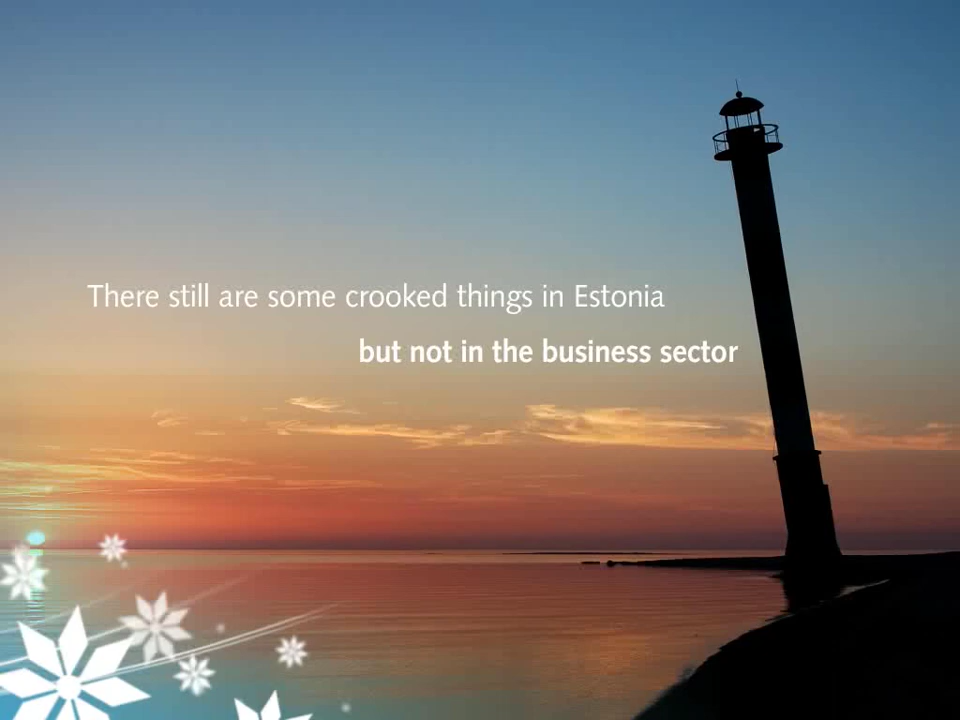 There still are some crooked things in Estonia
but not in the business sector